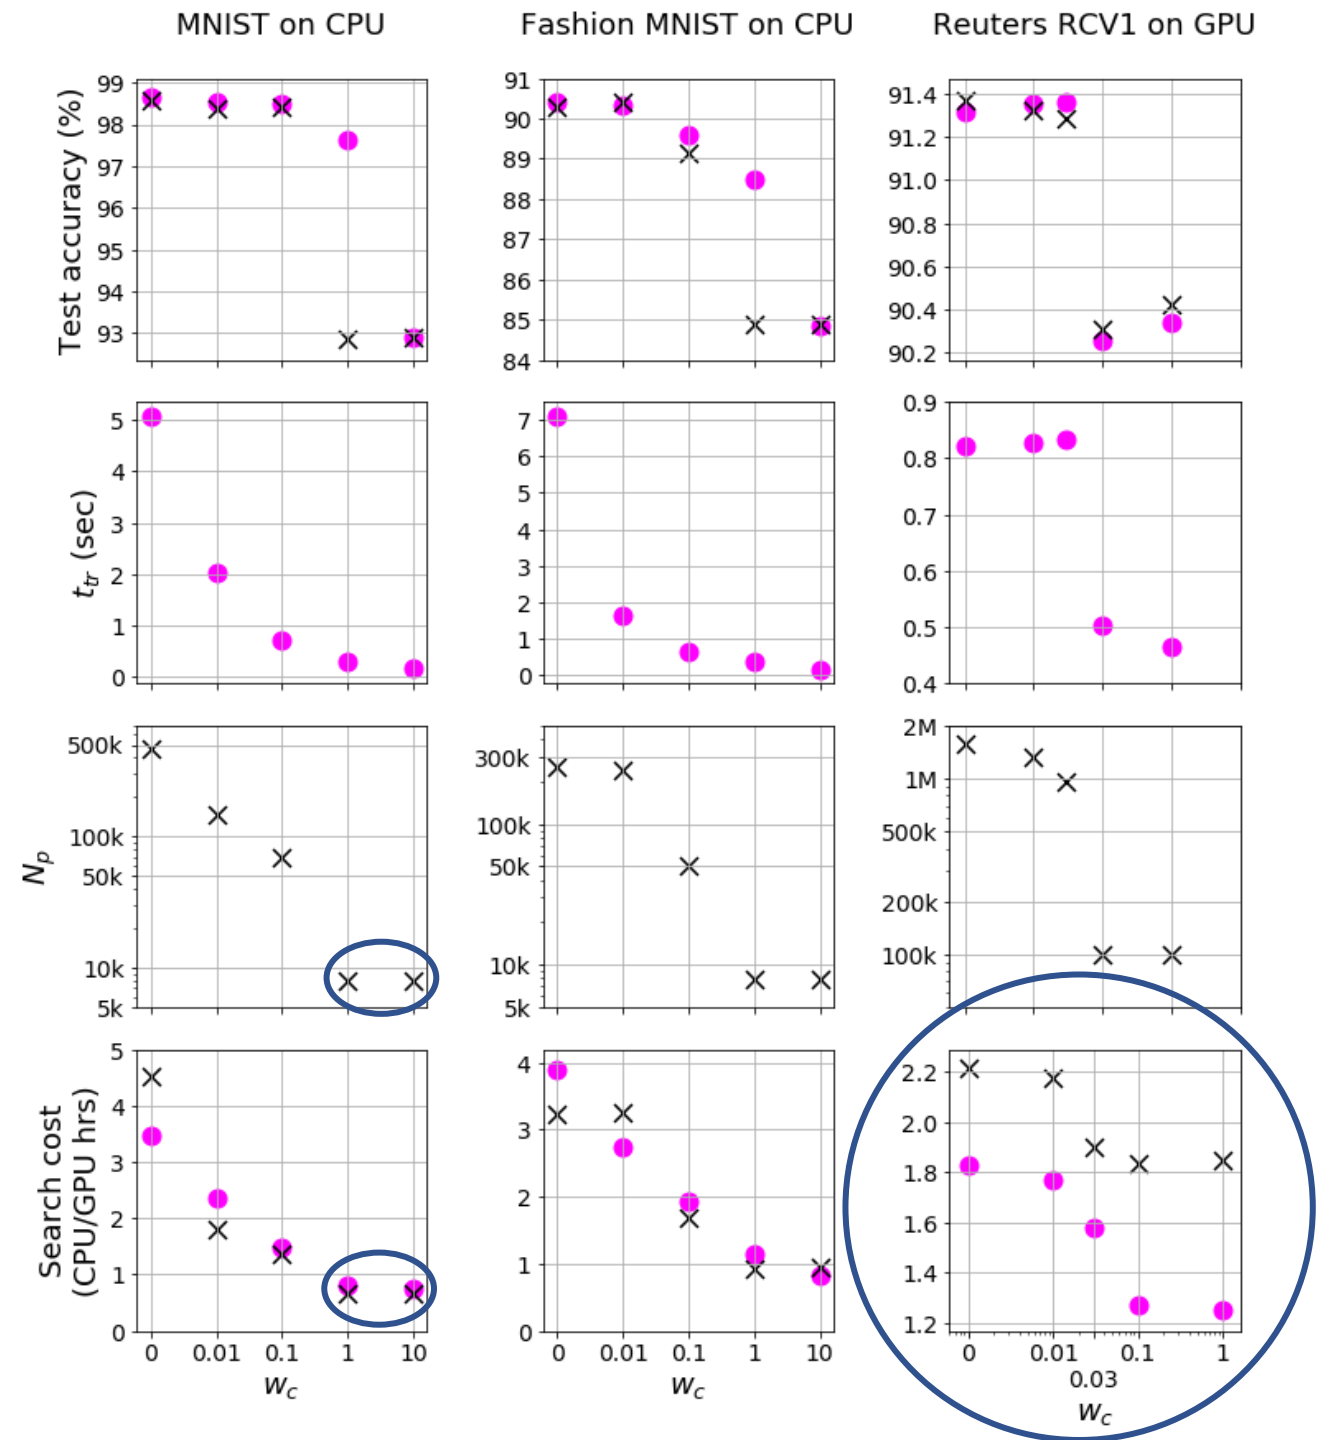 MNIST on CPU
Fashion MNIST on CPU
Reuters RCV1 on GPU
Test accuracy (%)
99
98
97
96
95
94
93
91
90
89
88
87
86
85
84
91.4
91.2
91.0
90.8
90.6
90.4
90.2
t_tr (sec)
5
4
3
2
1
0
7
6
5
4
3
2
1
0
0.9
0.8
0.7
0.6
0.5
0.4
N_p
500k
100k
50k
10k
5k
300k
100k
50k
10k
5k
2M
1M
500k
200k
100k
Search cost
(CPU/GPU hrs)
5
4
3
2
1
0
0 0.01 0.1 1 10
w_c
4
3
2
1
0
0 0.01 0.1 1 10
w_c
2.2
2.0
1.8
1.6
1.4
1.2
0 0.01 0.1 1
0.03
w_c